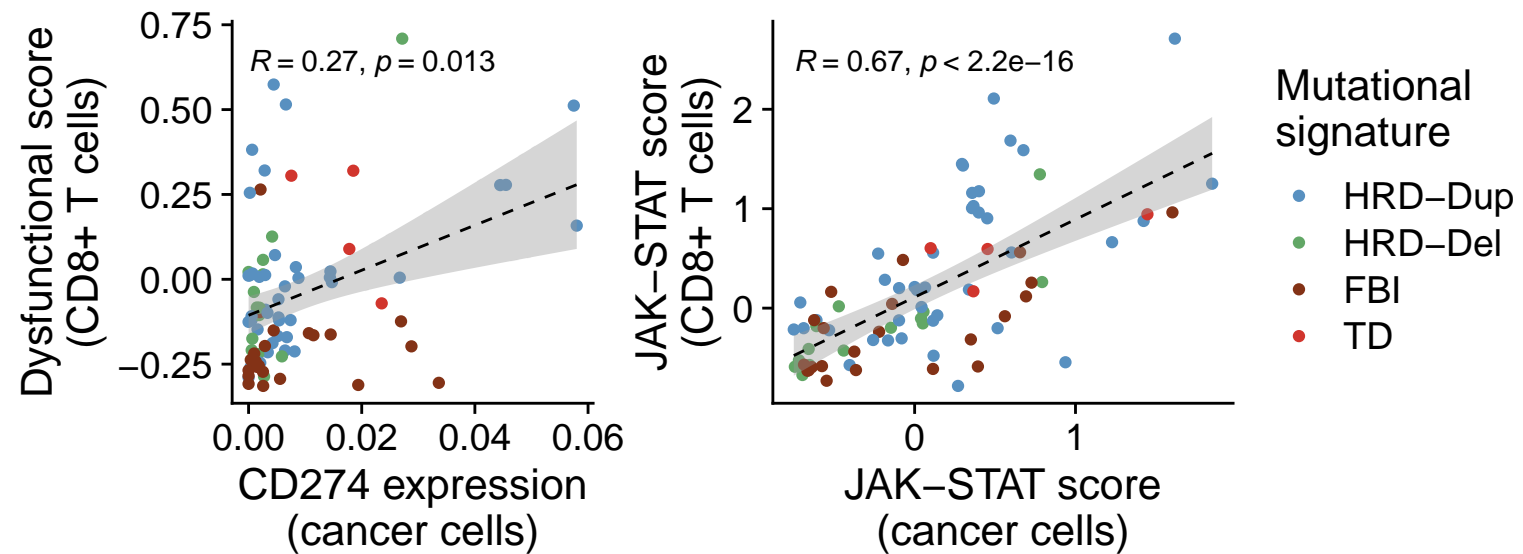 Dysfunctional score
(CD8+ T cells)
0.75
0.50
0.25
0.00
−0.25
R = 0.27, p = 0.013
0.00 0.02 0.04 0.06
CD274 expression
(cancer cells)
JAK−STAT score
(CD8+ T cells)
2
1
0
R = 0.67, p < 2.2e−16
0 1
JAK−STAT score
(cancer cells)
Mutational
signature
HRD−Dup
HRD−Del
FBI
TD